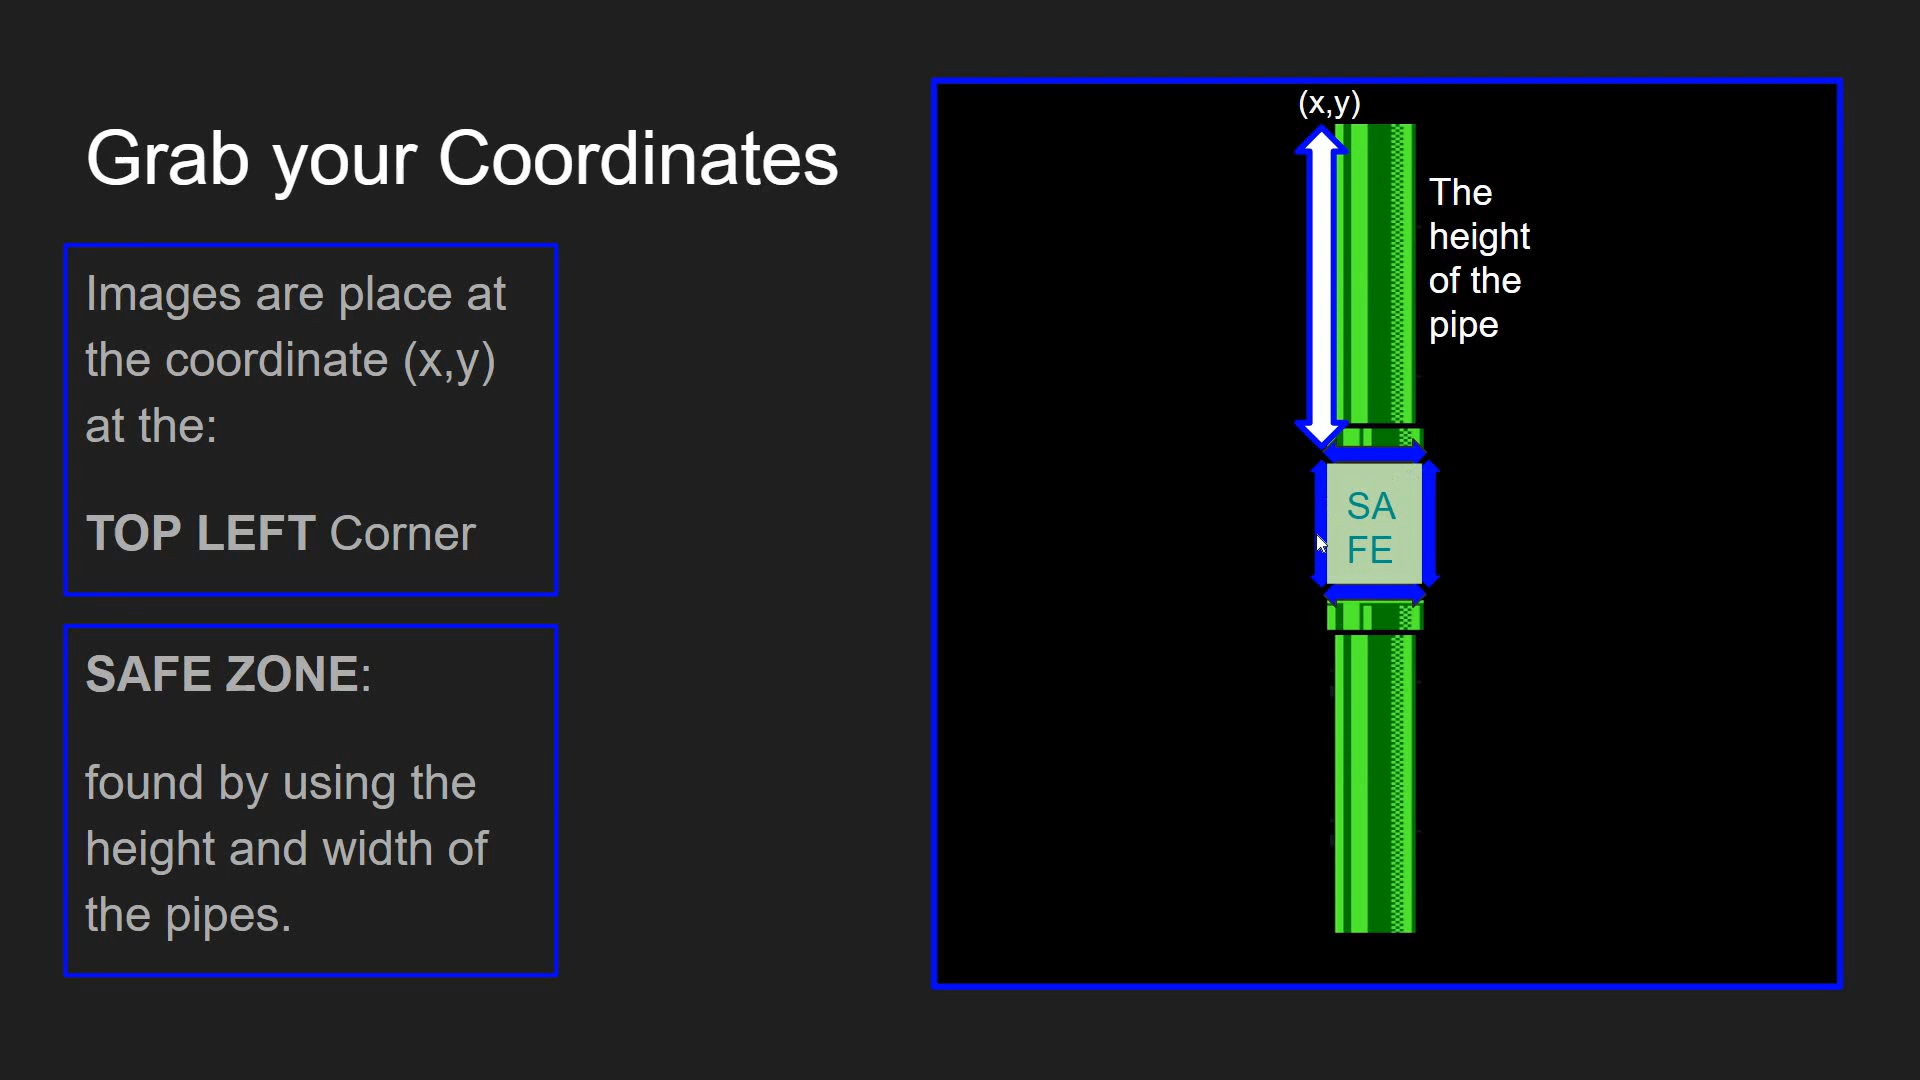 Grab your Coordinates
Images are place at
the coordinate (x,y)
at the:
TOP LEFT Corner
SAFE ZONE:
found by using the
height and width of
the pipes.
(x,y)
The
height
of the
pipe
SA
FE